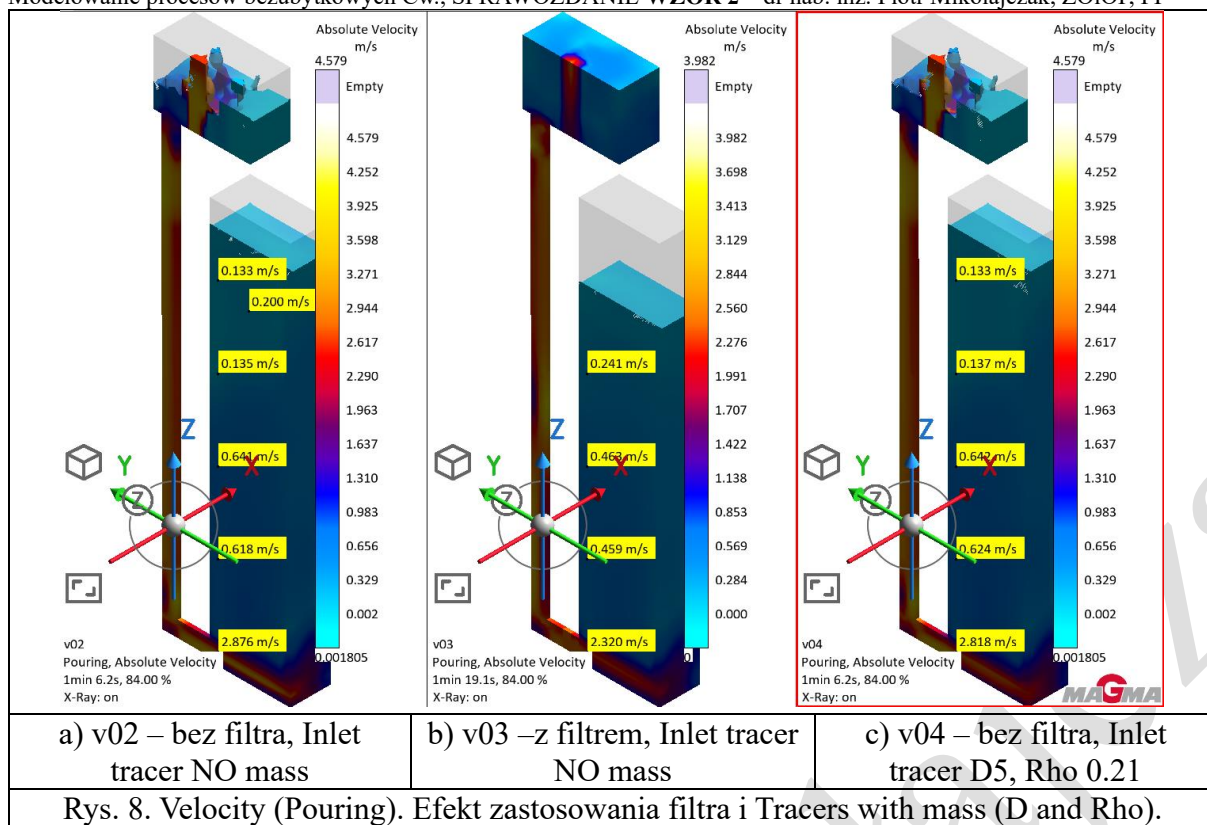 Modelowanie procesów bezubytkowych Ćw., SPRAWOZDANIE WZÓR 2 dr hab. inż. Piotr Mikołajczak,
Absolute Velocity
m/s
4.579
Empty
4.579
4.252
3.925
3.598
3.271
2.944
2.617
2.290
1.963
1.637
1.310
0.983
0.656
0.329
0.002
0.001805
0.133 m/s
0.200 m/s
0.135 m/s
0.641 m/s
0.618 m/s
2.876 m/s
Z
Y
X
Z
v02
Pouring, Absolute Velocity
1min 6.2s, 84.00 %
X-Ray: on
Absolute Velocity
m/s
3.982
Empty
3.982
3.698
3.413
3.129
2.844
2.560
2.276
1.991
1.707
1.422
1.138
0.853
0.569
0.284
0.000
0
0.241 m/s
0.463 m/s
0.459 m/s
2.320 m/s
Z
Y
X
Z
v03
Pouring, Absolute Velocity
1min 19.1s, 84.00 %
X-Ray: on
Absolute Velocity
m/s
4.579
Empty
4.579
4.252
3.925
3.598
3.271
2.944
2.617
2.290
1.963
1.637
1.310
0.983
0.656
0.329
0.002
0.001805
0.133 m/s
0.137 m/s
0.642 m/s
0.624 m/s
2.818 m/s
Z
Y
X
Z
v04
Pouring, Absolute Velocity
1min 6.2s, 84.00 %
X-Ray: on
MAGMA
a) v02 – bez filtra, Inlet
tracer NO mass
b) v03 –z filtrem, Inlet tracer
NO mass
c) v04 – bez filtra, Inlet
tracer D5, Rho 0.21
Rys. 8. Velocity (Pouring). Efekt zastosowania filtra i Tracers with mass (D and Rho).